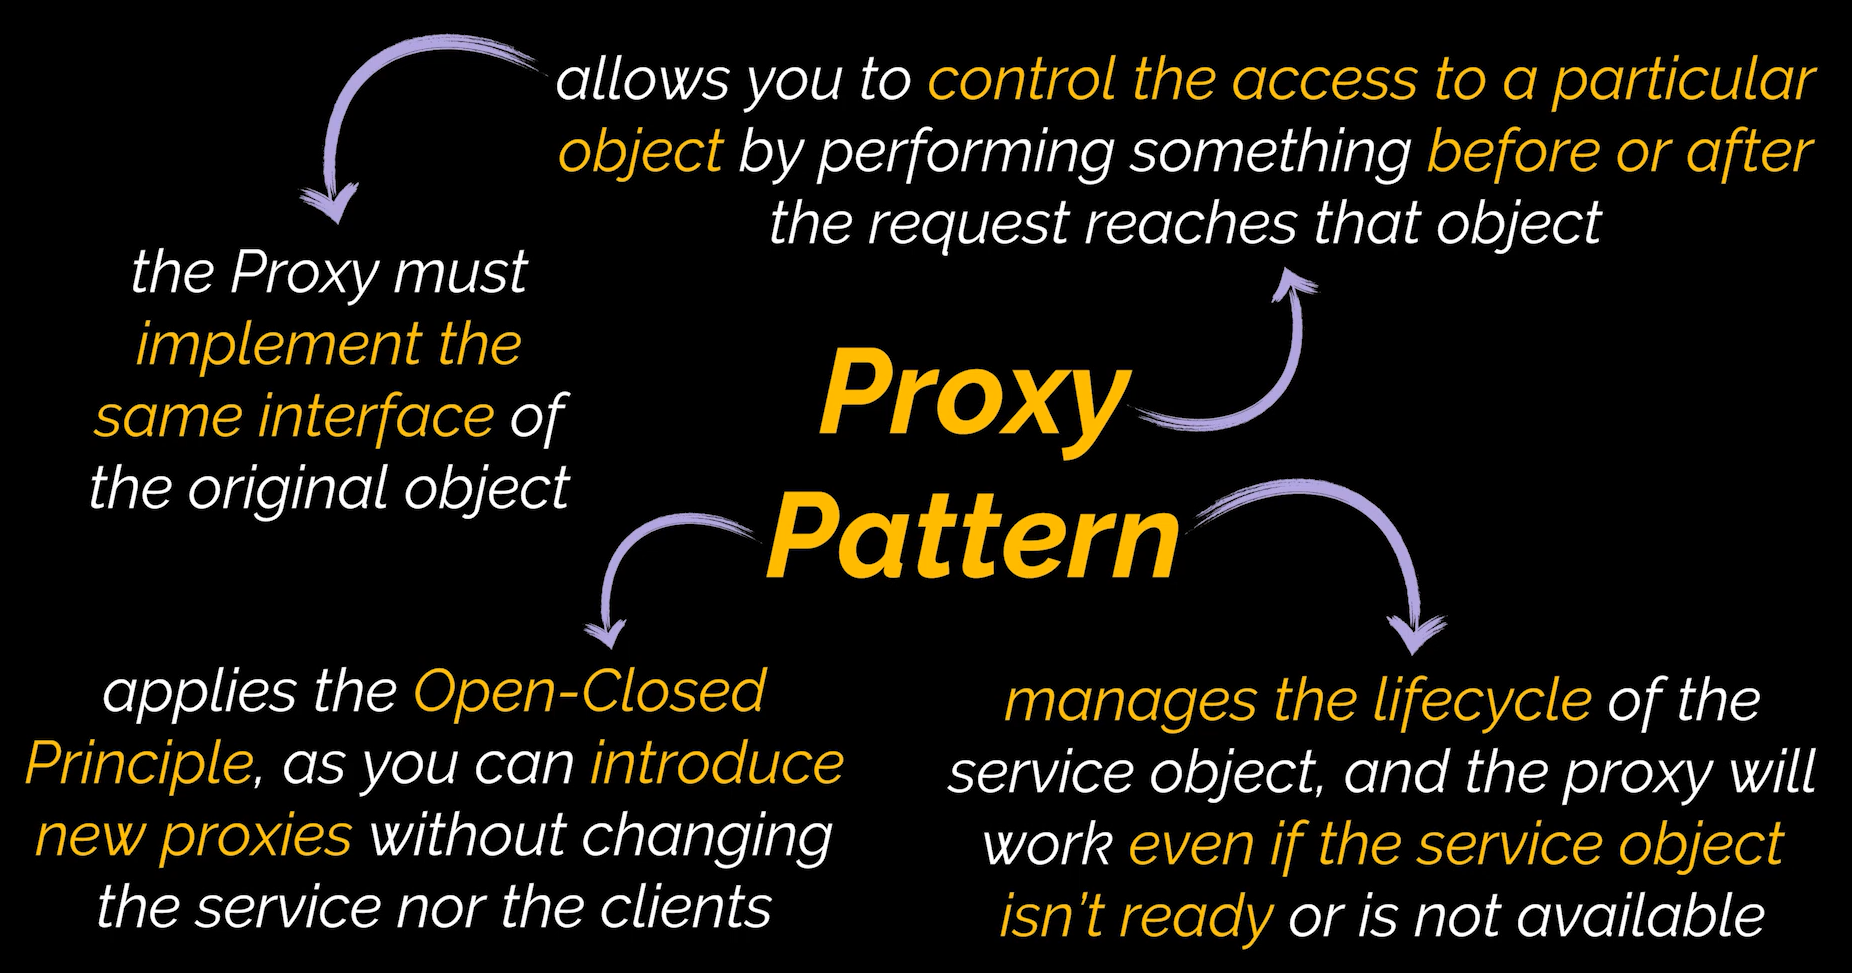 allows you to control the access to a particular
object by performing something before or after
the request reaches that object
the Proxy must
implement the
same interface of
the original object
Proxy
Pattern
applies the Open-Closed
Principle, as you can introduce
new proxies without changing
the service nor the clients
manages the lifecycle of the
service object, and the proxy will
work even if the service object
isn't ready or is not available